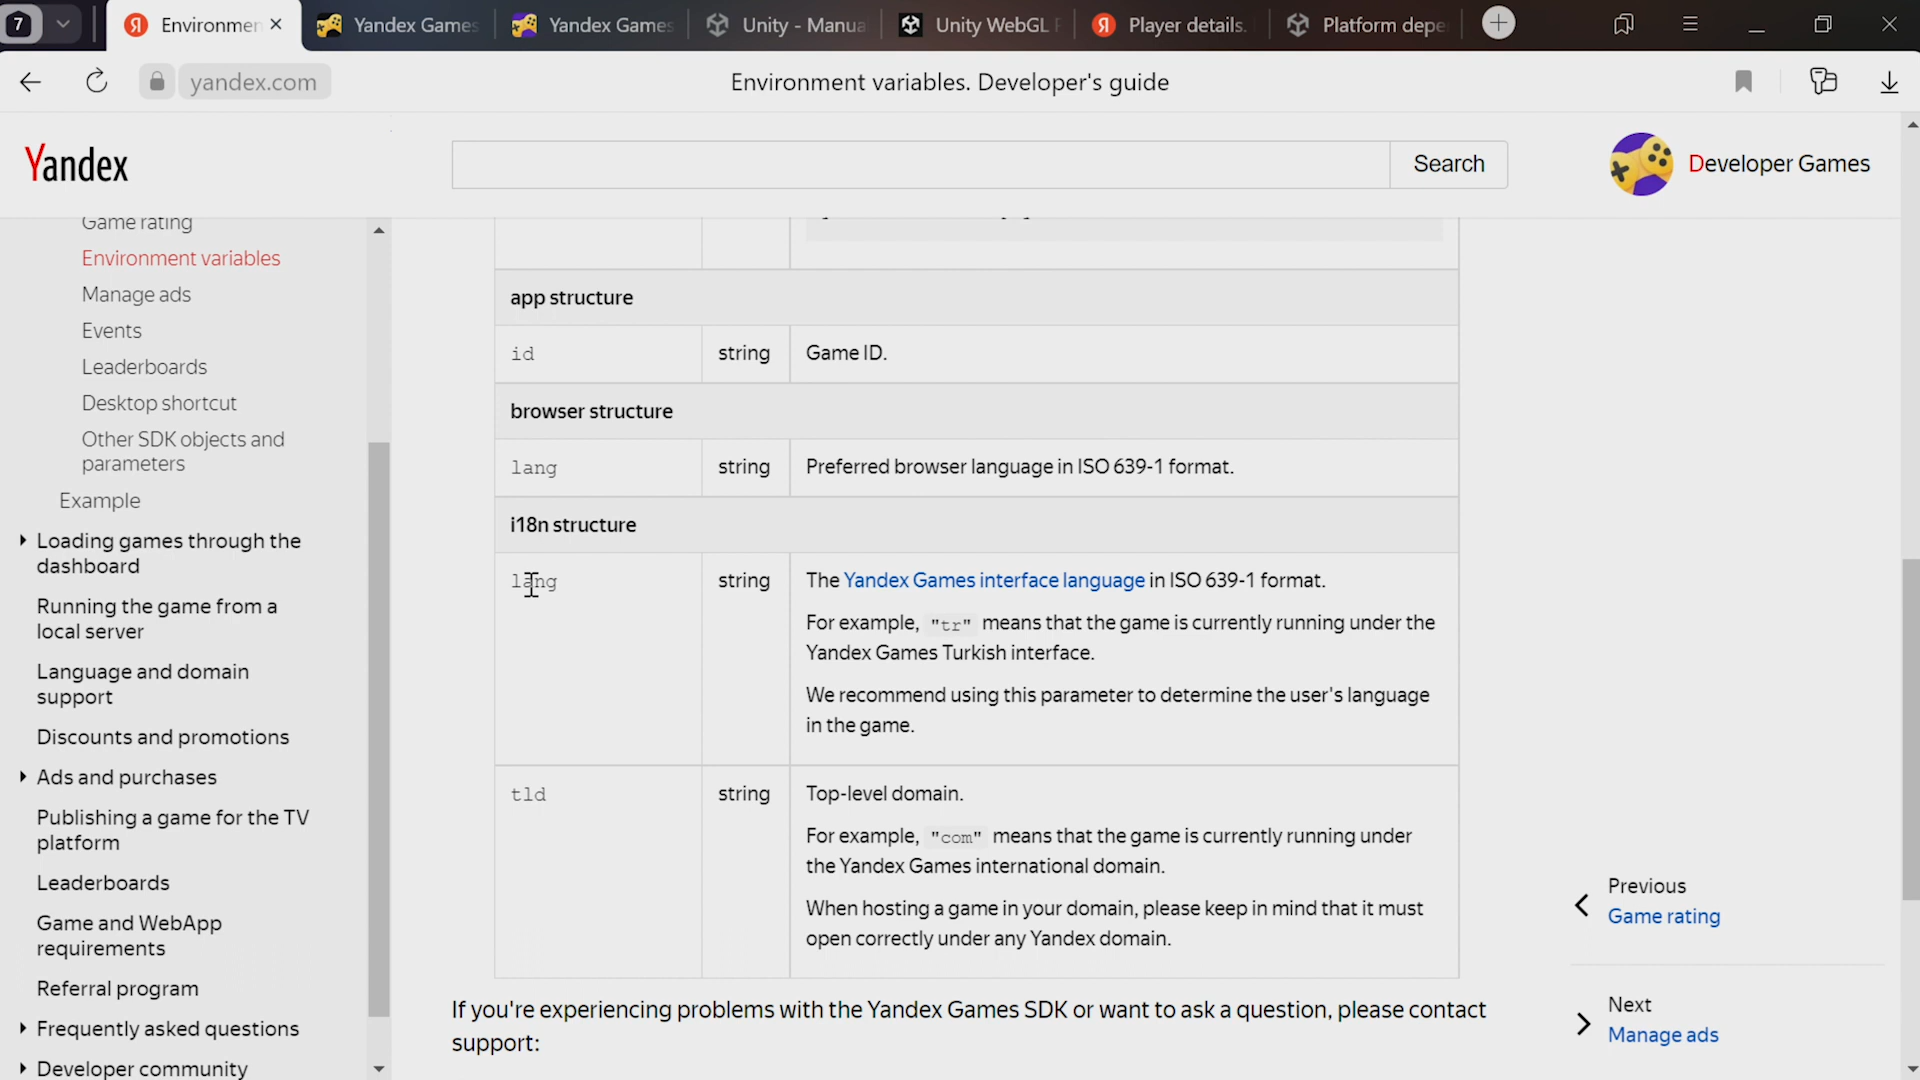 7
Environmen
Yandex Games
Yandex Games
Unity - Manua
Unity WebGL
Player details.
Platform depe
yandex.com
Environment variables. Developer's guide
Yandex
Search
Developer Games
Game rating
Environment variables
Manage ads
Events
Leaderboards
Desktop shortcut
Other SDK objects and
parameters
Example
Loading games through the
dashboard
Running the game from a
local server
Language and domain
support
Discounts and promotions
Ads and purchases
Publishing a game for the TV
platform
Leaderboards
Game and WebApp
requirements
Referral program
Frequently asked questions
Developer community
app structure
id string Game ID.
browser structure
lang string Preferred browser language in ISO 639-1 format.
i18n structure
lang string The Yandex Games interface language in ISO 639-1 format.
For example, "tr" means that the game is currently running under the
Yandex Games Turkish interface.
We recommend using this parameter to determine the user's language
in the game.
tld string Top-level domain.
For example, "com" means that the game is currently running under
the Yandex Games international domain.
When hosting a game in your domain, please keep in mind that it must
open correctly under any Yandex domain.
If you're experiencing problems with the Yandex Games SDK or want to ask a question, please contact
support:
Previous
Game rating
Next
Manage ads